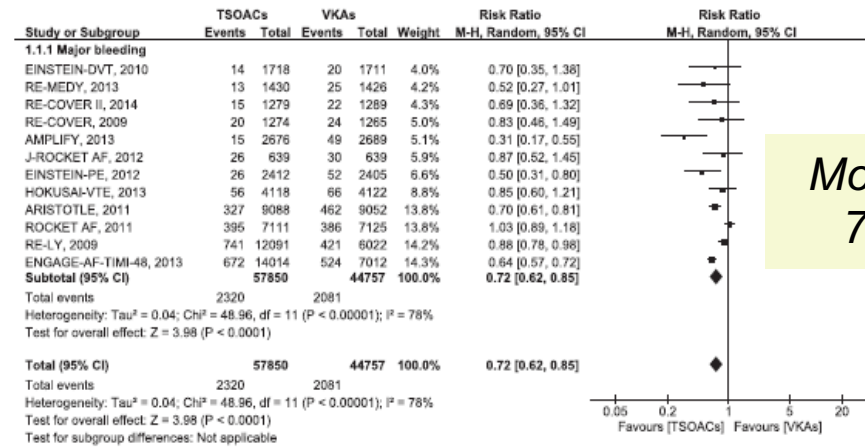 TSOACs VKAs Risk Ratio Risk Ratio
Study or Subgroup Events Total Events Total Weight M-H, Random, 95% CI M-H, Random, 95% CI
1.1.1 Major bleeding
EINSTEIN-DVT, 2010 14 1718 20 1711 4.0% 0.70 [0.35, 1.38]
RE-MEDY, 2013 13 1430 25 1426 4.1% 0.52 [0.27, 1.01]
RE-COVER II, 2014 15 1279 22 1289 4.1% 0.69 [0.36, 1.32]
RE-COVER, 2009 20 1274 24 1265 4.7% 0.83 [0.46, 1.49]
AMPLIFY, 2013 15 2676 49 2689 5.1% 0.31 [0.17, 0.55]
J-ROCKET AF, 2012 26 639 30 639 5.9% 0.87 [0.52, 1.45]
EINSTEIN-PE, 2012 26 2412 52 2405 6.6% 0.50 [0.31, 0.80]
HOKUSAI-VTE, 2013 56 4118 66 4122 8.8% 0.85 [0.60, 1.21]
ARISTOTLE, 2011 327 9088 462 9052 13.8% 0.70 [0.61, 0.81]
ROCKET AF, 2011 395 7111 386 7125 13.8% 1.03 [0.89, 1.18]
RE-LY, 2009 741 12091 421 6022 14.2% 0.88 [0.78, 0.98]
ENGAGE-AF-TIMI-48, 2013 672 14014 524 7012 14.3% 0.64 [0.57, 0.72]
Subtotal (95% CI) 57850 44757 100.0% 0.72 [0.62, 0.85]
Total events 2320 2081
Heterogeneity: Tau² = 0.04; Chi² = 48.96, df = 11 (P < 0.00001); I² = 78%
Test for overall effect: Z = 3.98 (P < 0.0001)
Total (95% CI) 57850 44757 100.0% 0.72 [0.62, 0.85]
Total events 2320 2081
Heterogeneity: Tau² = 0.04; Chi² = 48.96, df = 11 (P < 0.00001); I² = 78%
Test for overall effect: Z = 3.98 (P < 0.0001)
Test for subgroup differences: Not applicable
0.05 0.2 1 5 20
Favours [TSOACs] Favours [VKAs]
7